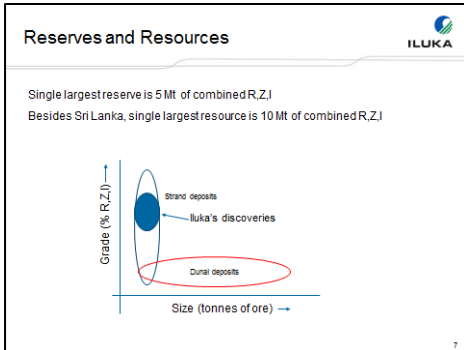 Reserves and Resources
ILUKA
Single largest reserve is 5 Mt of combined R,Z,I
Besides Sri Lanka, single largest resource is 10 Mt of combined R,Z,I
Grade (% R,Z,I)
Strand deposits
Iluka's discoveries
Dunal deposits
Size (tonnes of ore)
7